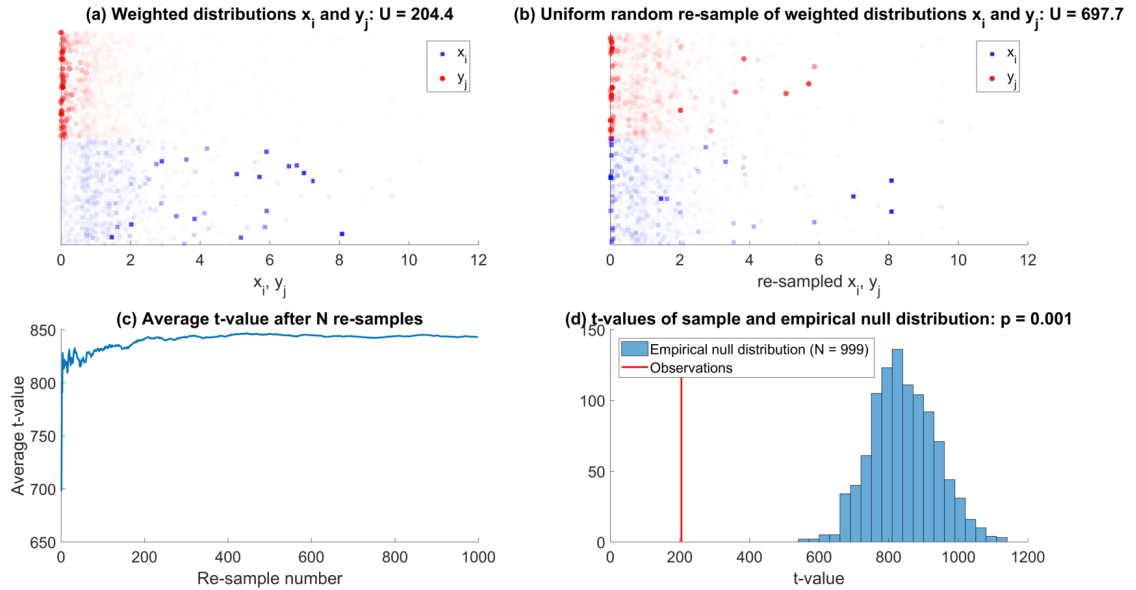 (a) Weighted distributions x_i and y_j: U = 204.4
x_i
y_j
0 2 4 6 8 10 12
x_i, y_j
(b) Uniform random re-sample of weighted distributions x_i and y_j: U = 697.7
x_i
y_j
0 2 4 6 8 10 12
re-sampled x_i, y_j
(c) Average t-value after N re-samples
Average t-value
850
800
750
700
650
0 200 400 600 800 1000
Re-sample number
(d) t-values of sample and empirical null distribution: p = 0.001
150
100
50
0
Empirical null distribution (N = 999)
Observations
0 200 400 600 800 1000 1200 1400
t-value